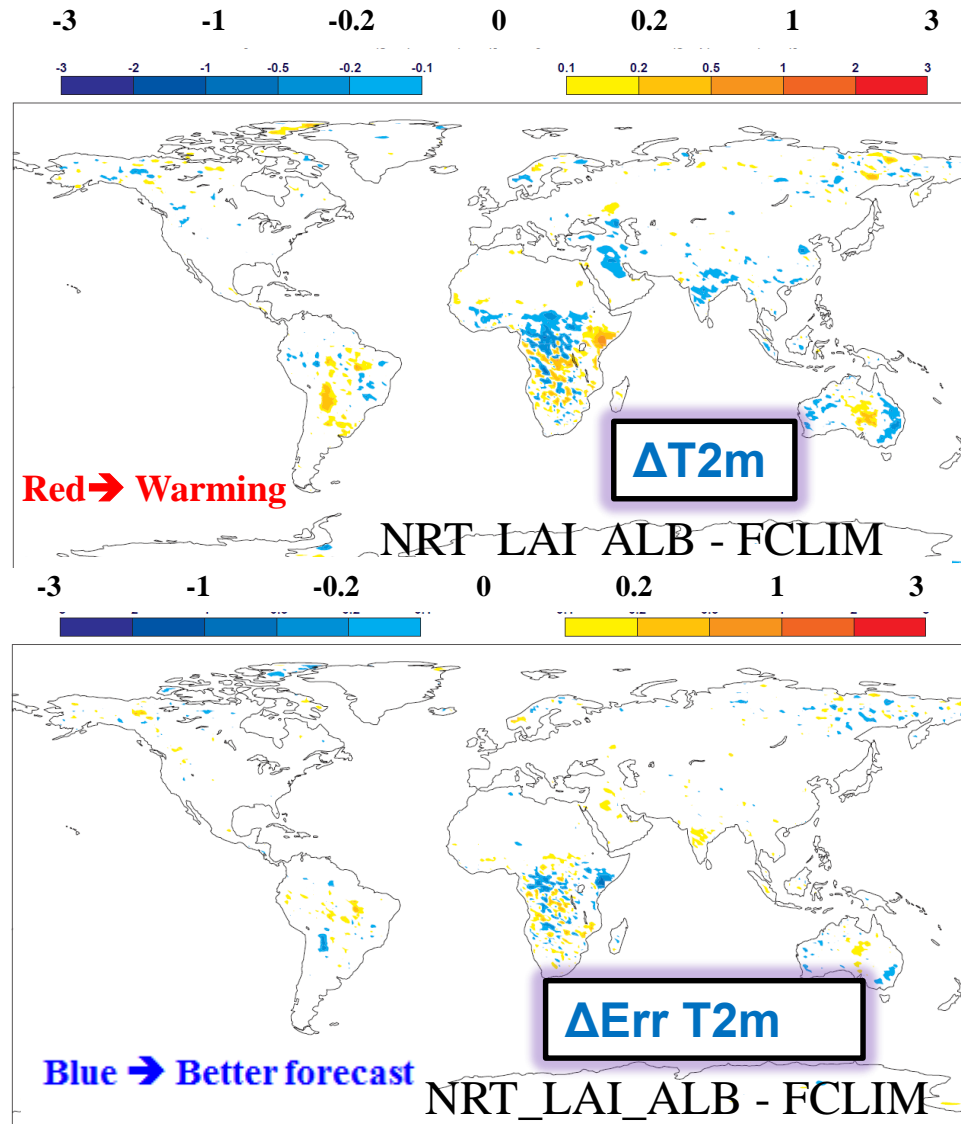 -3 -1 -0.2 0 0.2 1 3
-3 -2 -1 -0.5 -0.2 -0.1 0.1 0.2 0.5 1 2 3
ΔT2m
Red➔ Warming
NRT LAI ALB - FCLIM
-3 -1 -0.2 0 0.2 1 3
ΔErr T2m
Blue ➔ Better forecast
NRT_LAI_ALB - FCLIM